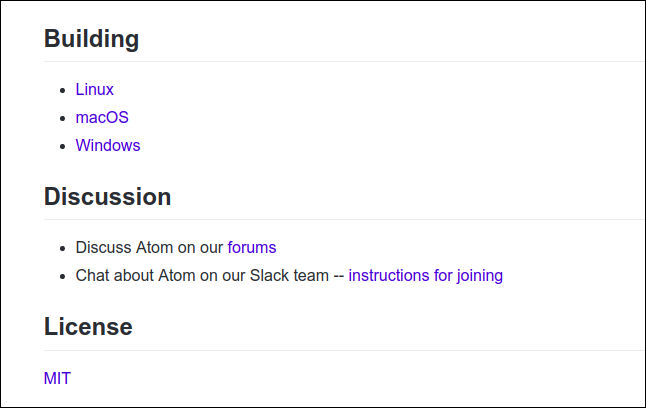 Building
Linux
macOS
Windows
Discussion
Discuss Atom on our forums
Chat about Atom on our Slack team -- instructions for joining
License
MIT